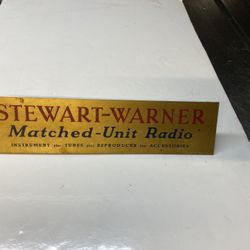 STEWART-WARNER
Matched-Unit Radio
INSTRUMENT plus TUBES plus REPRODUCER plus ACCESSORIES